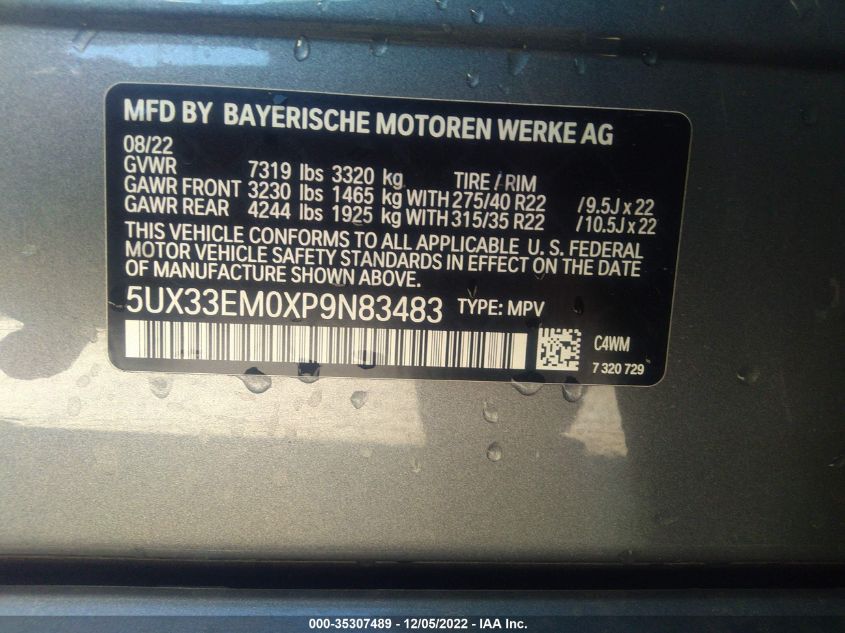 MFD BY BAYERISCHE MOTOREN WERKE AG
08/22
GVWR 7319 lbs 3320 kg TIRE / RIM
GAWR FRONT 3230 lbs 1465 kg WITH 275/40 R22 /9.5J x 22
GAWR REAR 4244 lbs 1925 kg WITH 315/35 R22 /10.5J x 22
THIS VEHICLE CONFORMS TO ALL APPLICABLE U. S. FEDERAL
MOTOR VEHICLE SAFETY STANDARDS IN EFFECT ON THE DATE
OF MANUFACTURE SHOWN ABOVE.
5UX33EM0XP9N83483 TYPE: MPV
C4WM
7 320 729
000-35307489 - 12/05/2022 - IAA Inc.